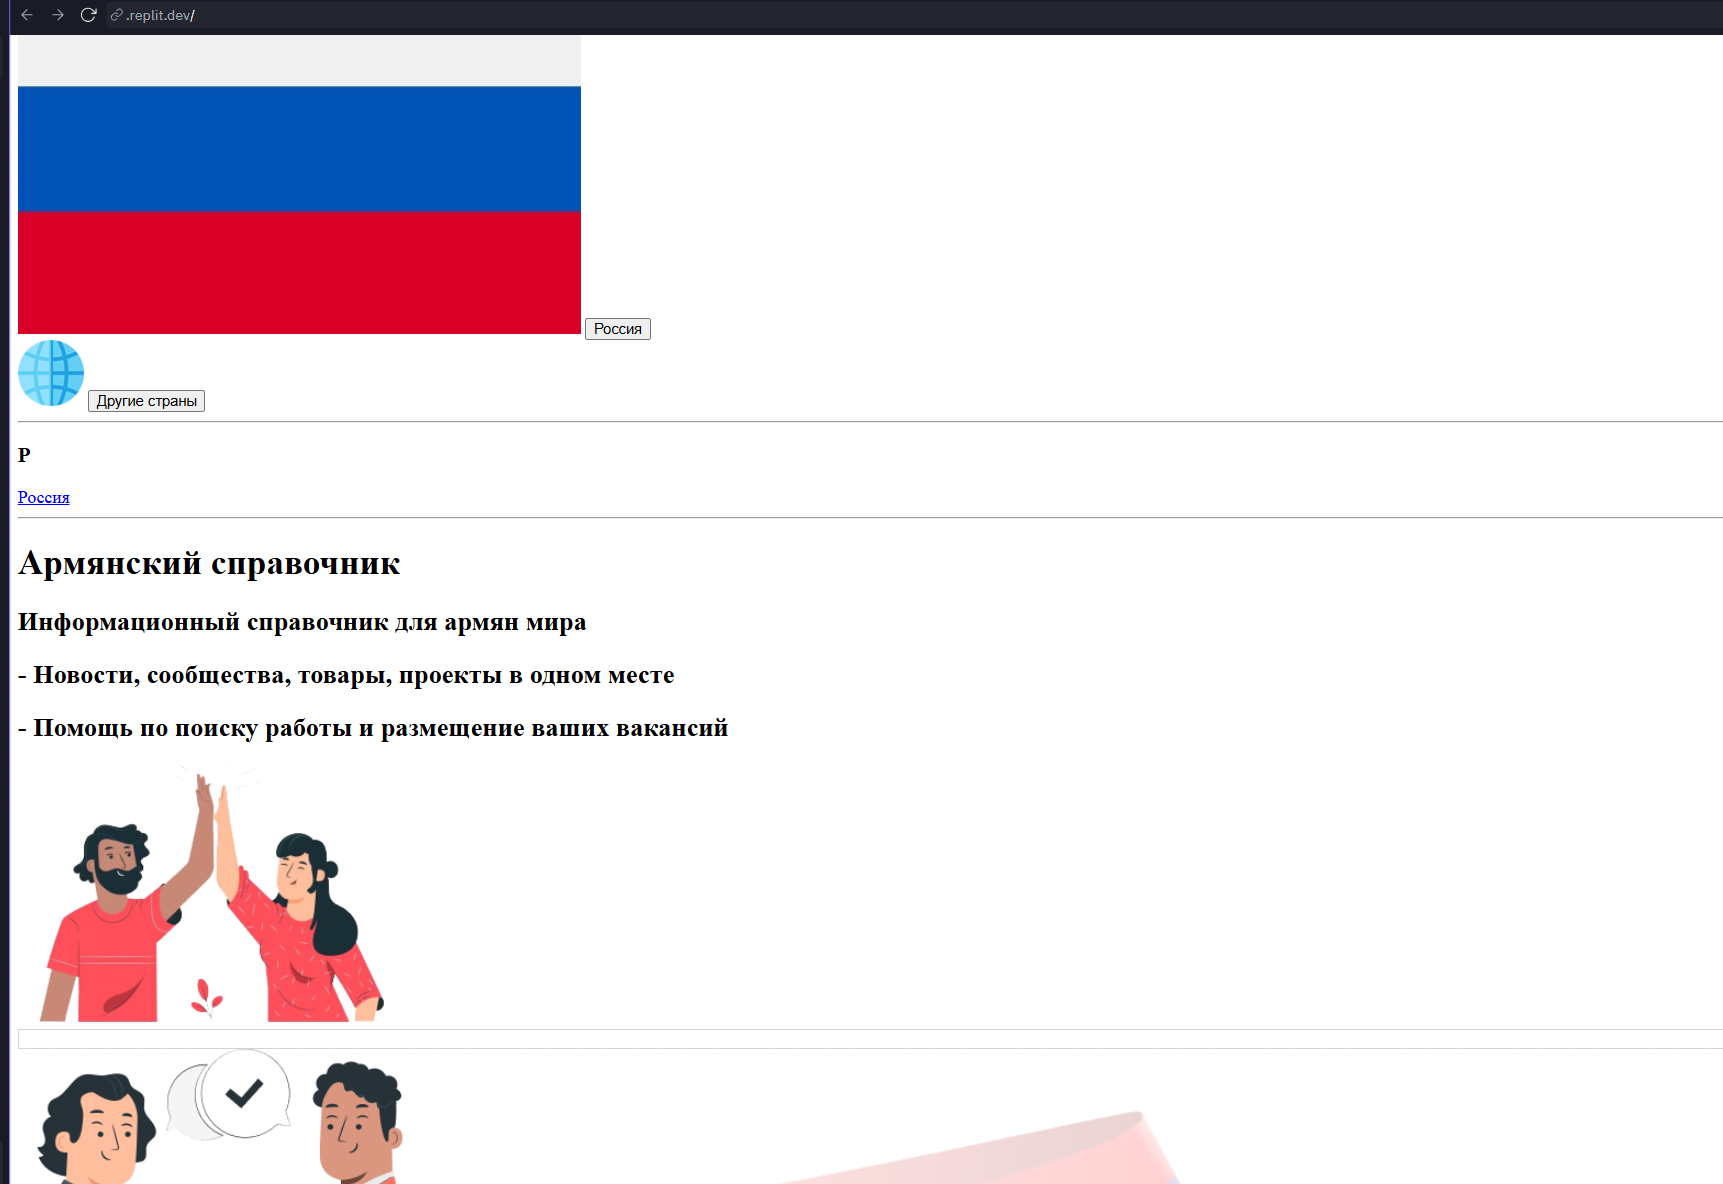 .replit.dev/
Россия
Другие страны
Р
Россия
Армянский справочник
Информационный справочник для армян мира
- Новости, сообщества, товары, проекты в одном месте
- Помощь по поиску работы и размещение ваших вакансий